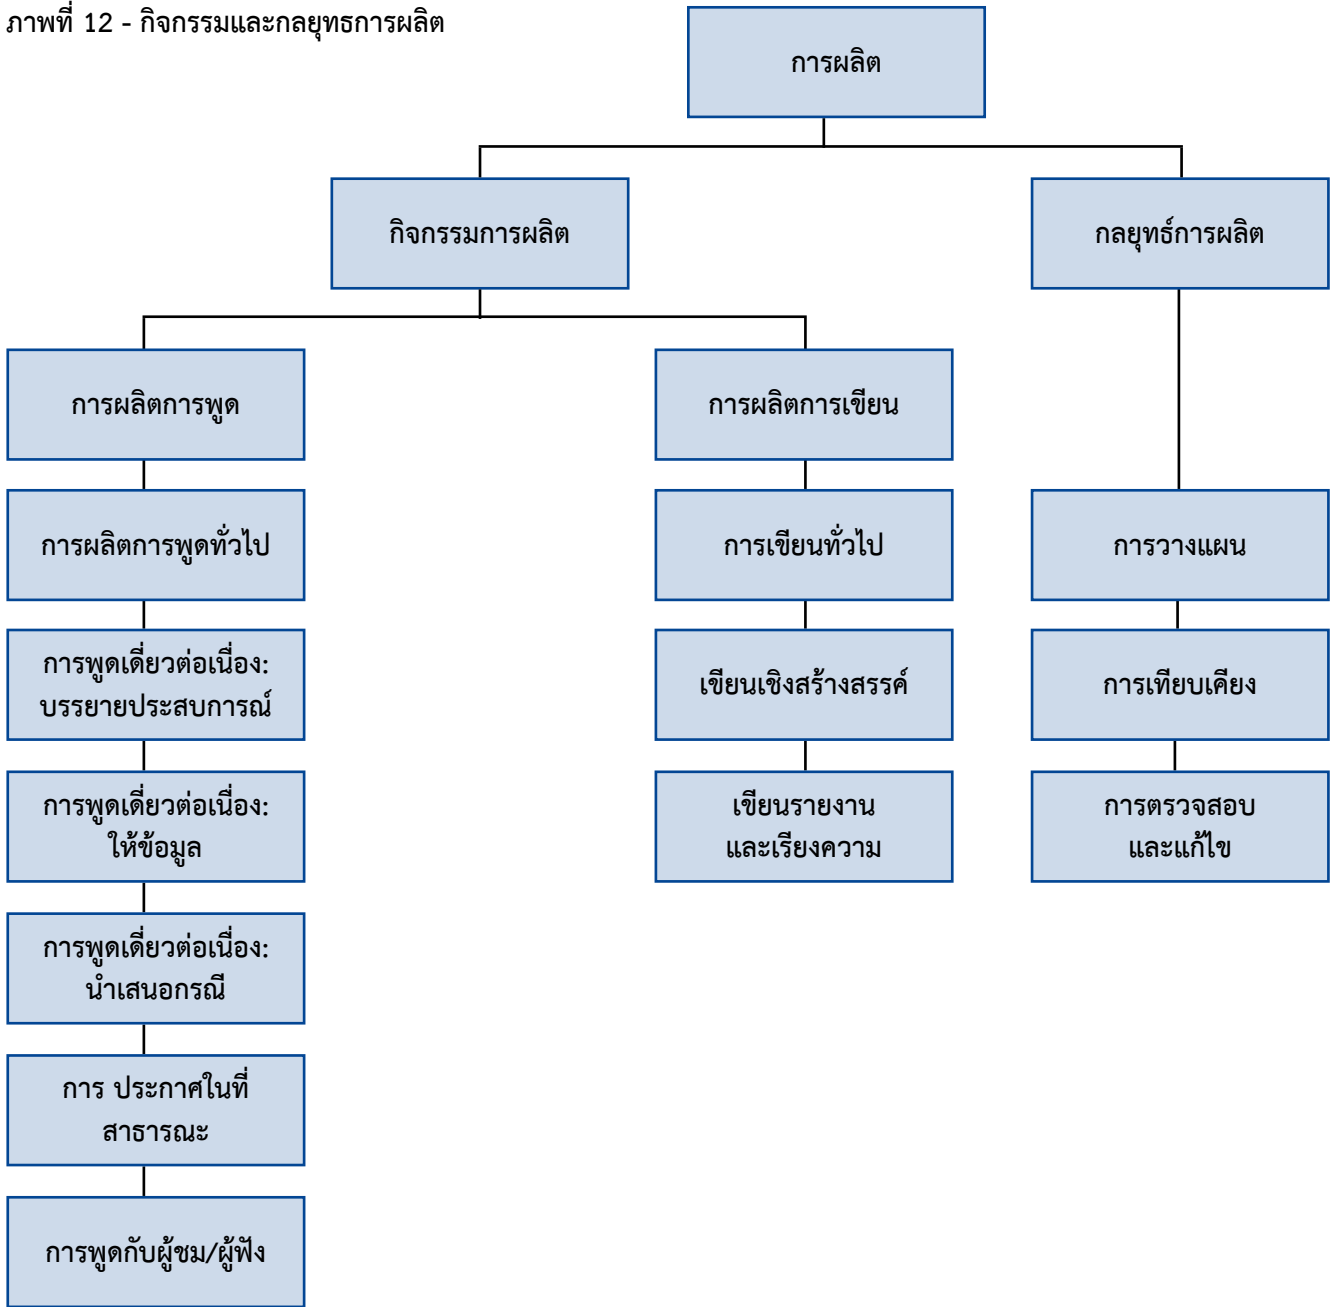 ภาพที่ 12 - กิจกรรมและกลยุทธการผลิต
การผลิต
กิจกรรมการผลิต
กลยุทธ์การผลิต
การผลิตการพูด
การผลิตการเขียน
การผลิตการพูดทั่วไป
การเขียนทั่วไป
การวางแผน
การพูดเดี่ยวต่อเนื่อง:
บรรยายประสบการณ์
เขียนเชิงสร้างสรรค์
การเทียบเคียง
การพูดเดี่ยวต่อเนื่อง:
ให้ข้อมูล
เขียนรายงาน
และเรียงความ
การตรวจสอบ
และแก้ไข
การพูดเดี่ยวต่อเนื่อง:
นำเสนอกรณี
การ ประกาศในที่
สาธารณะ
การพูดกับผู้ชม/ผู้ฟัง